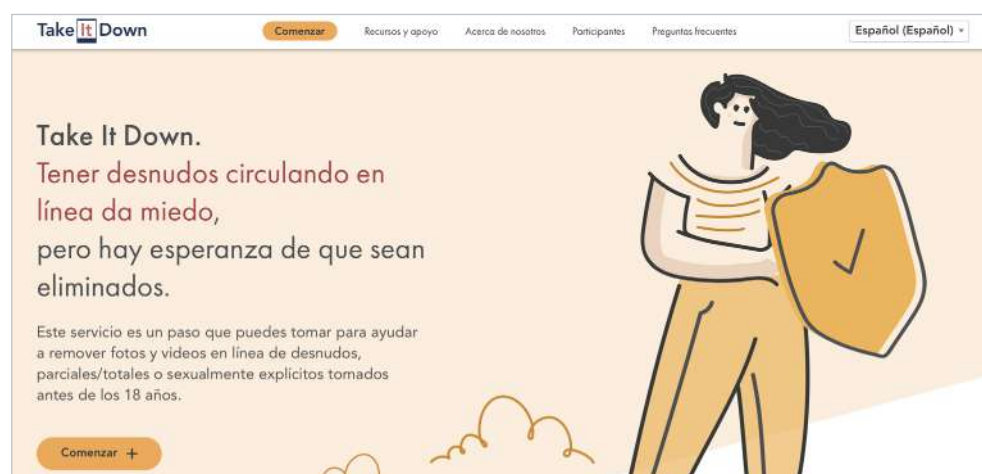 Take It Down
Comenzar
Recursos y apoyo
Acerca de nosotros
Participantes
Preguntas frecuentes
Español (Español)
Take It Down.
Tener desnudos circulando en
línea da miedo,
pero hay esperanza de que sean
eliminados.
Este servicio es un paso que puedes tomar para ayudar
a remover fotos y videos en línea de desnudos,
parciales/totales o sexualmente explícitos tomados
antes de los 18 años.
Comenzar +